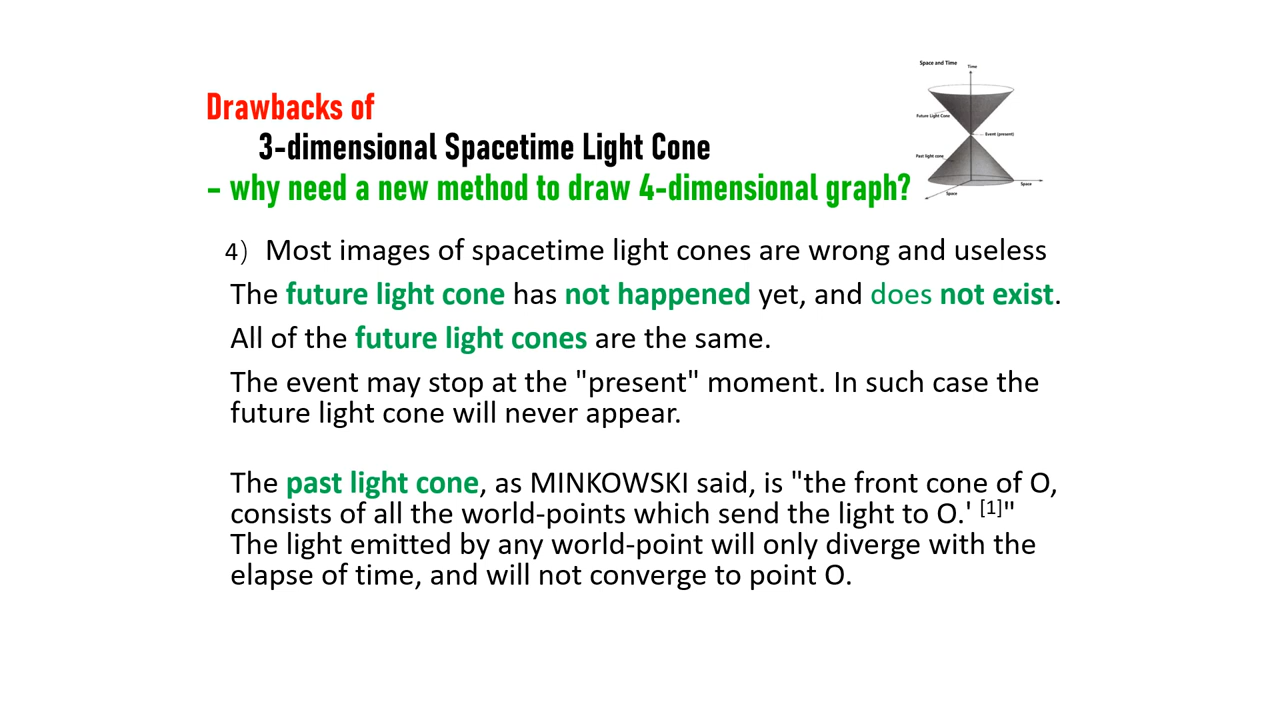 Drawbacks of
3-dimensional Spacetime Light Cone
– why need a new method to draw 4-dimensional graph?
Space and Time
Time
Future Light Cone
Event (present)
Past light cone
Space
Space
4) Most images of spacetime light cones are wrong and useless
The future light cone has not happened yet, and does not exist.
All of the future light cones are the same.
The event may stop at the "present" moment. In such case the
future light cone will never appear.
The past light cone, as MINKOWSKI said, is "the front cone of O,
consists of all the world-points which send the light to O.' [1]"
The light emitted by any world-point will only diverge with the
elapse of time, and will not converge to point O.